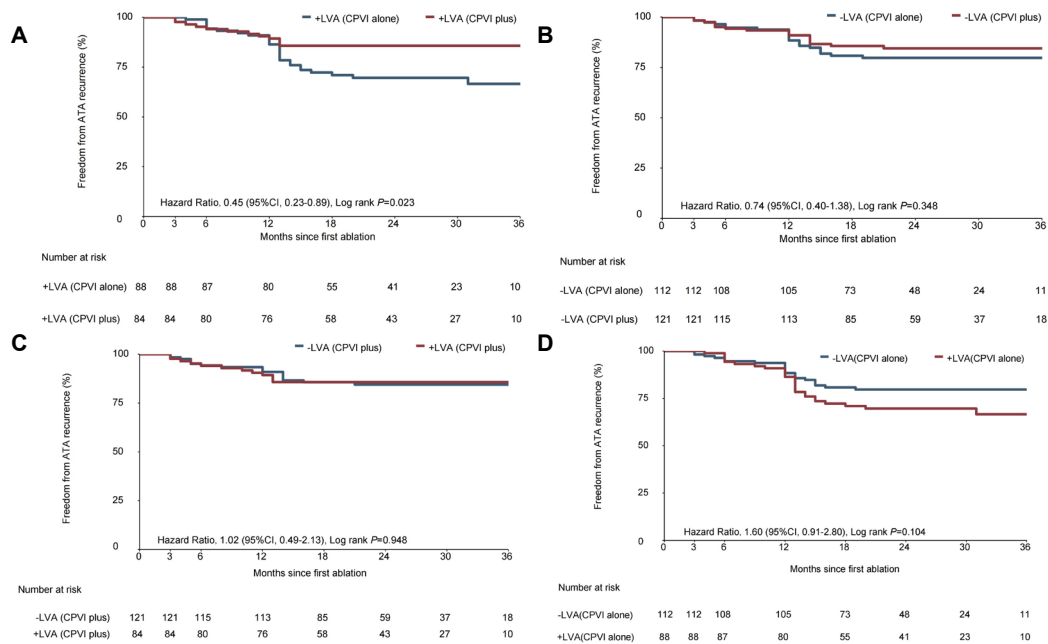 A
+LVA (CPVI alone) +LVA (CPVI plus)
Freedom from ATA recurrence (%)
100
75
50
25
0
Hazard Ratio, 0.45 (95%CI, 0.23-0.89), Log rank P=0.023
0 3 6 12 18 24 30 36
Months since first ablation
Number at risk
+LVA (CPVI alone) 88 88 87 80 55 41 23 10
+LVA (CPVI plus) 84 84 80 76 58 43 27 10
B
-LVA (CPVI alone) -LVA (CPVI plus)
Freedom from ATA recurrence (%)
100
75
50
25
0
Hazard Ratio, 0.74 (95%CI, 0.40-1.38), Log rank P=0.348
0 3 6 12 18 24 30 36
Months since first ablation
Number at risk
-LVA (CPVI alone) 112 112 108 105 73 48 24 11
-LVA (CPVI plus) 121 121 115 113 85 59 37 18
C
-LVA (CPVI plus) +LVA (CPVI plus)
Freedom from ATA recurrence (%)
100
75
50
25
0
Hazard Ratio, 1.02 (95%CI, 0.49-2.13), Log rank P=0.948
0 3 6 12 18 24 30 36
Months since first ablation
Number at risk
-LVA (CPVI plus) 121 121 115 113 85 59 37 18
+LVA (CPVI plus) 84 84 80 76 58 43 27 10
D
-LVA(CPVI alone) +LVA(CPVI alone)
Freedom from ATA recurrence (%)
100
75
50
25
0
Hazard Ratio, 1.60 (95%CI, 0.91-2.80), Log rank P=0.104
0 3 6 12 18 24 30 36
Months since first ablation
Number at risk
-LVA(CPVI alone) 112 112 108 105 73 48 24 11
+LVA(CPVI alone) 88 88 87 80 55 41 23 10